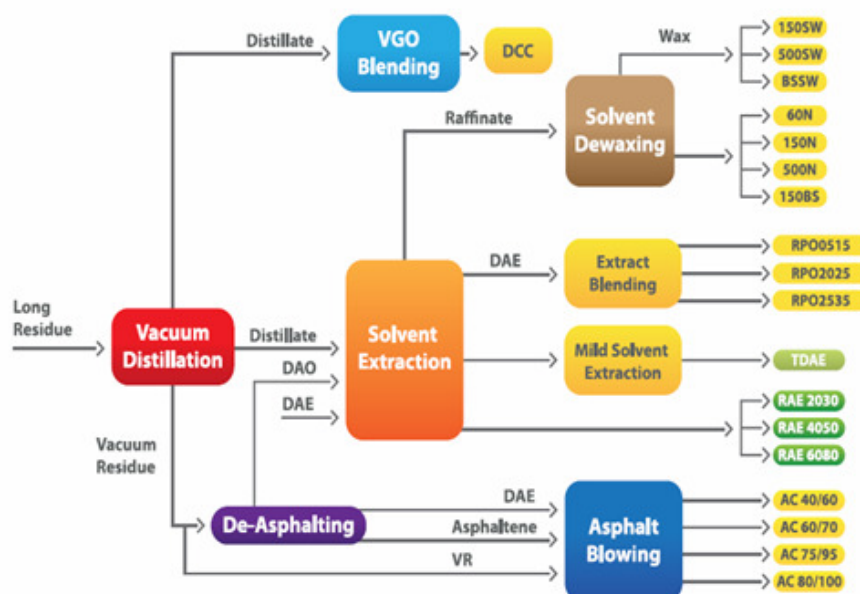 Distillate
VGO
Blending
DCC
Wax
150SW
500SW
BSSW
Raffinate
Solvent
Dewaxing
60N
150N
500N
150BS
DAE
Extract
Blending
RPO0515
RPO2025
RPO2535
Long
Residue
Vacuum
Distillation
Distillate
DAO
DAE
Solvent
Extraction
Mild Solvent
Extraction
TDAE
RAE 2030
RAE 4050
RAE 6080
Vacuum
Residue
De-Asphalting
DAE
Asphaltene
VR
Asphalt
Blowing
AC 40/60
AC 60/70
AC 75/95
AC 80/100